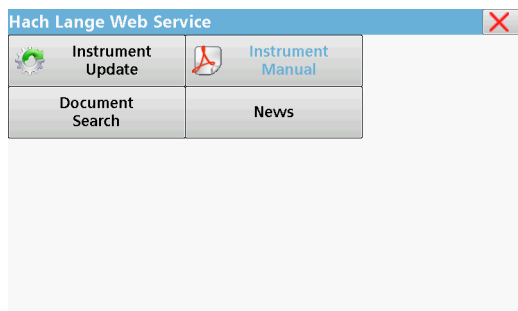 Hach Lange Web Service
Instrument
Update
Instrument
Manual
Document
Search
News